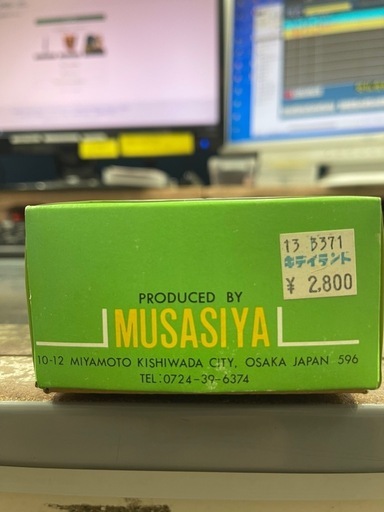 13 5371
キデイランド
¥ 2,800
PRODUCED BY
MUSASIYA
10-12 MIYAMOTO KISHIWADA CITY, OSAKA JAPAN 596
TEL:0724-39-6374